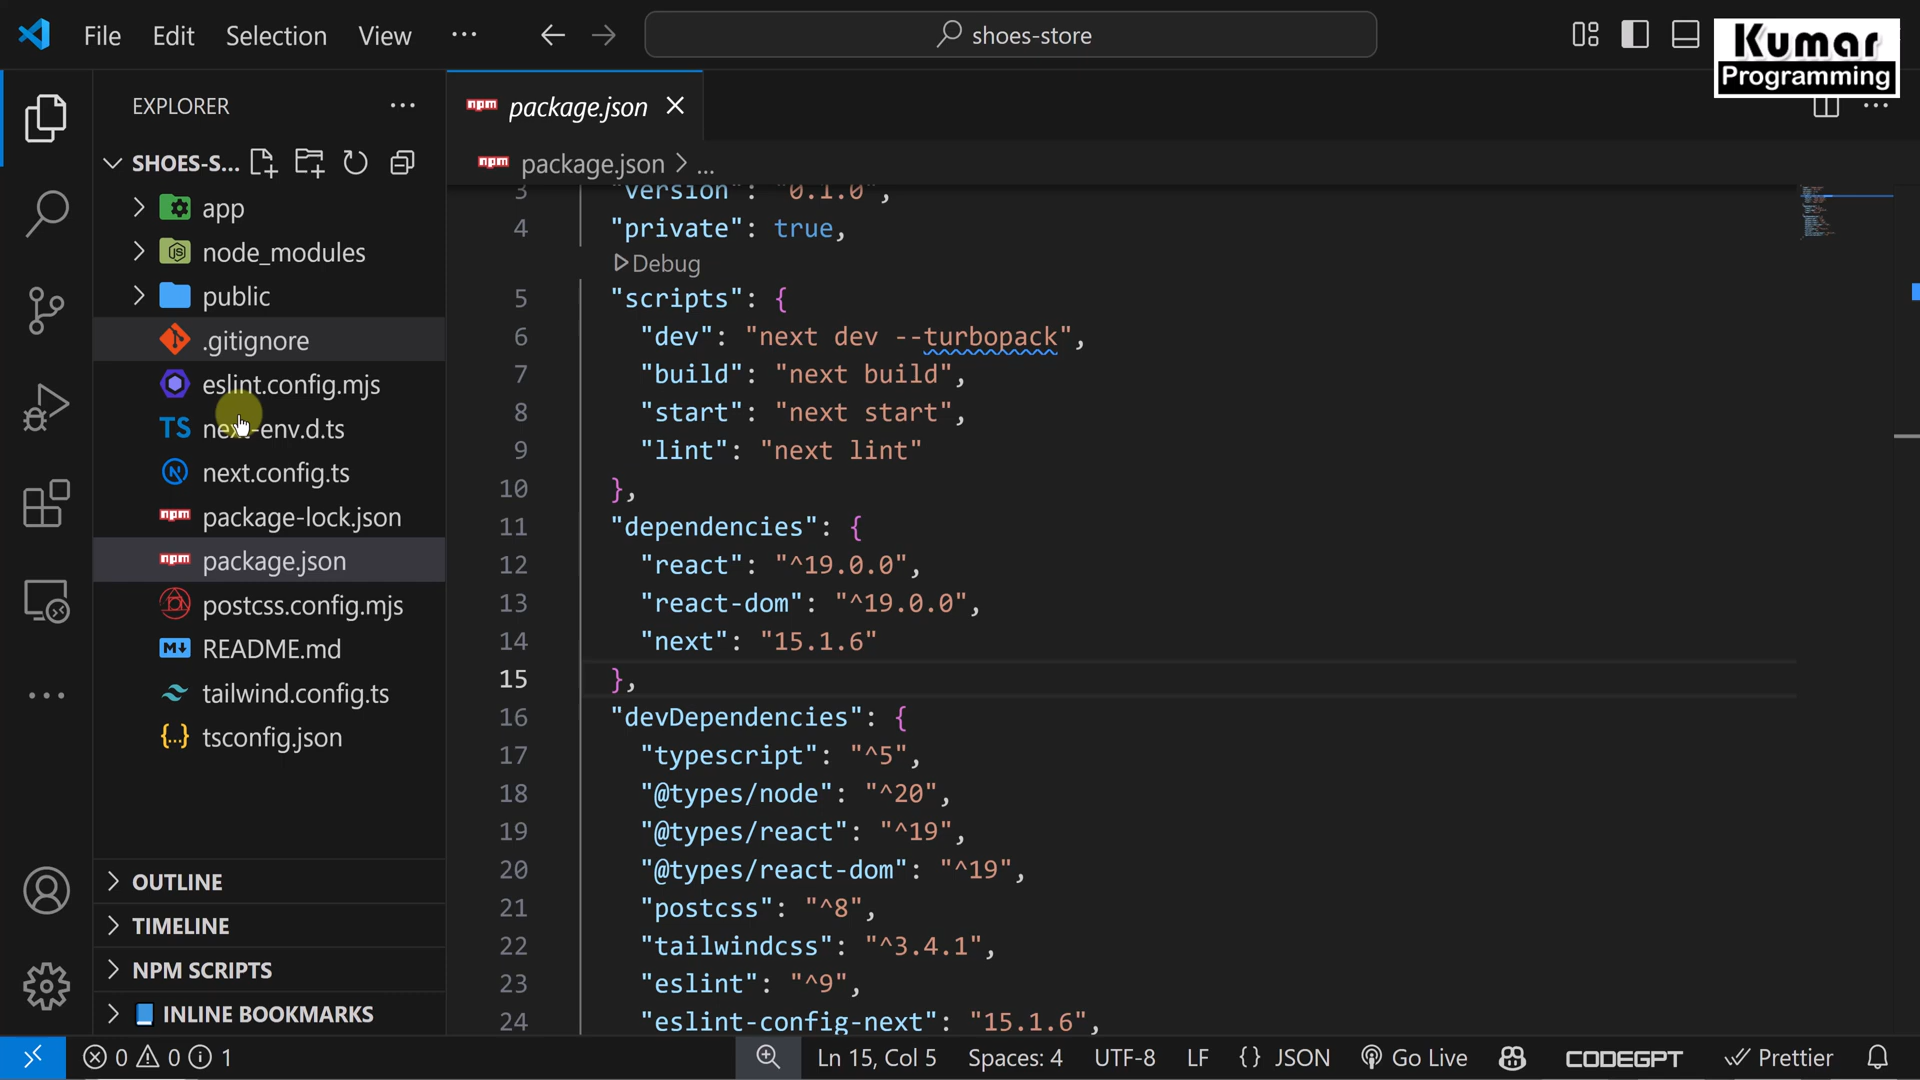 File Edit Selection View ... shoes-store
Kumar
Programming
EXPLORER ...
SHOES-S...
app
node_modules
public
.gitignore
eslint.config.mjs
TS next-env.d.ts
next.config.ts
npm package-lock.json
npm package.json
postcss.config.mjs
README.md
tailwind.config.ts
{...} tsconfig.json
OUTLINE
TIMELINE
NPM SCRIPTS
INLINE BOOKMARKS
npm package.json
npm package.json > ...
3 "version": "0.1.0",
4 "private": true,
Debug
5 "scripts": {
6 "dev": "next dev --turbopack",
7 "build": "next build",
8 "start": "next start",
9 "lint": "next lint"
10 },
11 "dependencies": {
12 "react": "^19.0.0",
13 "react-dom": "^19.0.0",
14 "next": "15.1.6"
15 },
16 "devDependencies": {
17 "typescript": "^5",
18 "@types/node": "^20",
19 "@types/react": "^19",
20 "@types/react-dom": "^19",
21 "postcss": "^8",
22 "tailwindcss": "^3.4.1",
23 "eslint": "^9",
24 "eslint-config-next": "15.1.6",
0 0 1 Ln 15, Col 5 Spaces: 4 UTF-8 LF {} JSON Go Live CODEGPT Prettier